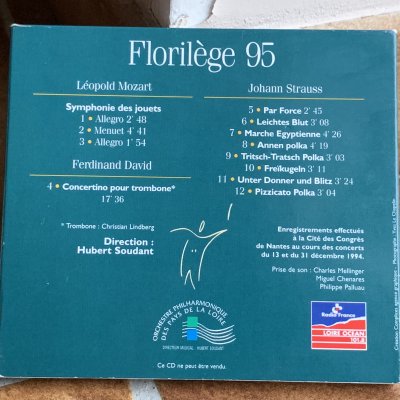 Florilège 95
Léopold Mozart
Symphonie des jouets
1 • Allegro 2' 48
2 • Menuet 4' 41
3 • Allegro 1' 54
Ferdinand David
4 • Concertino pour trombone*
17' 36
* Trombone : Christian Lindberg
Direction :
Hubert Soudant
Johann Strauss
5 • Par Force 2' 45
6 • Leichtes Blut 3' 08
7 • Marche Egyptienne 4' 26
8 • Annen polka 4' 19
9 • Tritsch-Tratsch Polka 3' 03
10 • Freïkugeln 3' 11
11 • Unter Donner und Blitz 3' 24
12 • Pizzicato Polka 3' 04
Enregistrements effectués
à la Cité des Congrès
de Nantes au cours des concerts
du 13 et du 31 décembre 1994.
Prise de son : Charles Mellinger
Miguel Chenares
Philippe Palluau
ORCHESTRE PHILHARMONIQUE
DES PAYS DE LA LOIRE
DIRECTEUR MUSICAL : HUBERT SOUDANT
Radio France
LOIRE OCEAN
101.8
Ce CD ne peut être vendu.